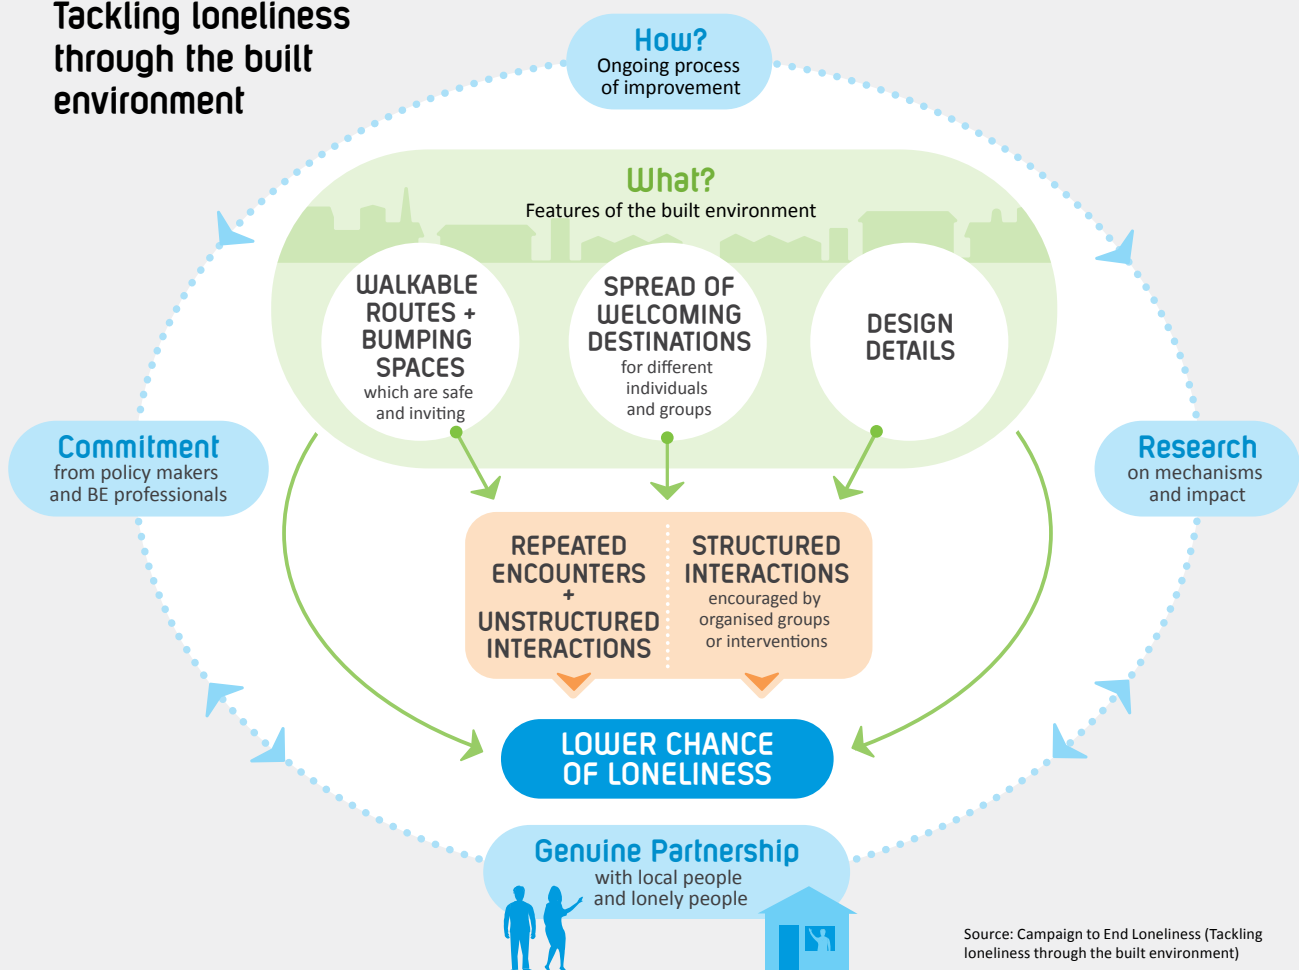 Tackling loneliness
through the built
environment
How?
Ongoing process
of improvement
What?
Features of the built environment
WALKABLE
ROUTES +
BUMPING
SPACES
which are safe
and inviting
SPREAD OF
WELCOMING
DESTINATIONS
for different
individuals
and groups
DESIGN
DETAILS
Commitment
from policy makers
and BE professionals
Research
on mechanisms
and impact
REPEATED
ENCOUNTERS
+
UNSTRUCTURED
INTERACTIONS
STRUCTURED
INTERACTIONS
encouraged by
organised groups
or interventions
LOWER CHANCE
OF LONELINESS
Genuine Partnership
with local people
and lonely people
Source: Campaign to End Loneliness (Tackling
loneliness through the built environment)